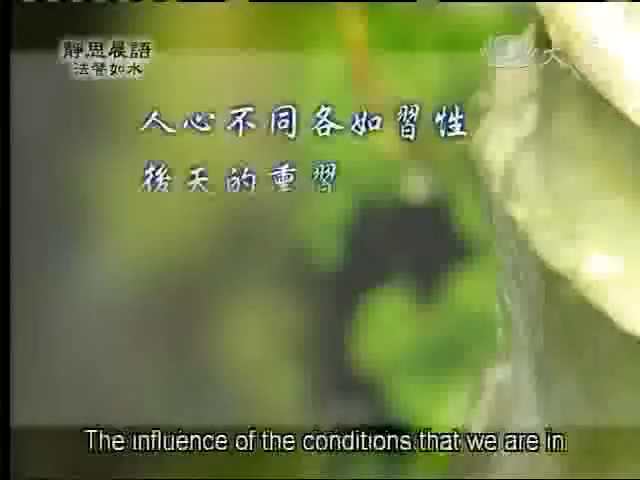 靜思晨語
法譬如水
大
人心不同各如習性
後天的熏習
The influence of the conditions that we are in